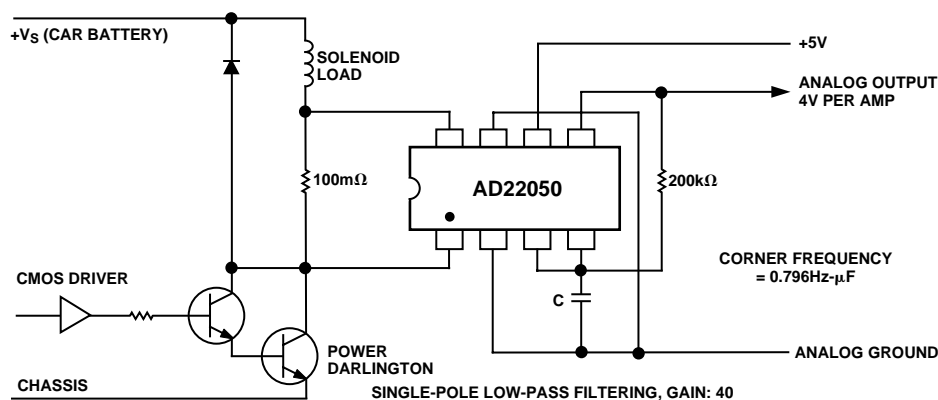 +VS (CAR BATTERY)
SOLENOID
LOAD
+5V
ANALOG OUTPUT
4V PER AMP
100mΩ
AD22050
200kΩ
CMOS DRIVER
CORNER FREQUENCY
= 0.796Hz-μF
C
POWER
DARLINGTON
ANALOG GROUND
CHASSIS
SINGLE-POLE LOW-PASS FILTERING, GAIN: 40